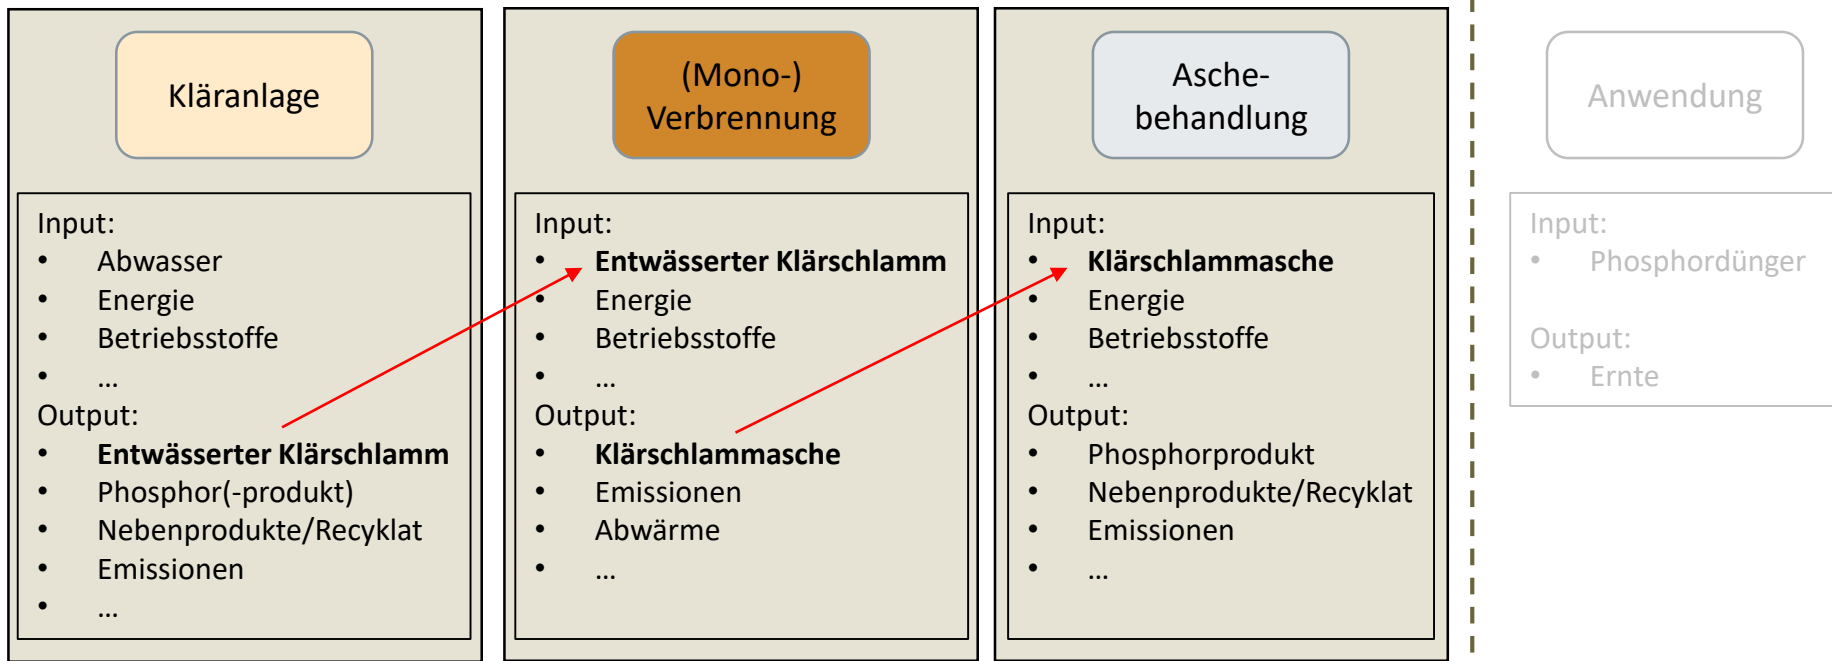 Kläranlage
Input:
• Abwasser
• Energie
• Betriebsstoffe
• ...
Output:
• Entwässerter Klärschlamm
• Phosphor(-produkt)
• Nebenprodukte/Recyklat
• Emissionen
• ...
(Mono-)
Verbrennung
Input:
• Entwässerter Klärschlamm
• Energie
• Betriebsstoffe
• ...
Output:
• Klärschlammasche
• Emissionen
• Abwärme
• ...
Asche-
behandlung
Input:
• Klärschlammasche
• Energie
• Betriebsstoffe
• ...
Output:
• Phosphorprodukt
• Nebenprodukte/Recyklat
• Emissionen
• ...
Anwendung
Input:
• Phosphordünger
Output:
• Ernte